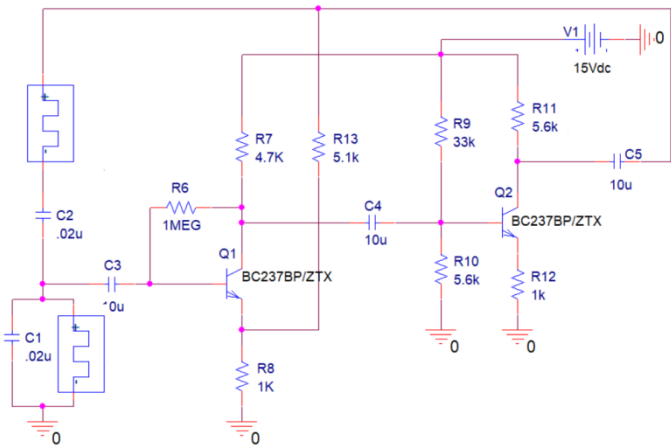 V1
0
15Vdc
R7
4.7K
R13
5.1k
R9
33k
R11
5.6k
C5
10u
R6
1MEG
C4
10u
Q2
BC237BP/ZTX
C2
.02u
C3
10u
Q1
BC237BP/ZTX
R10
5.6k
R12
1k
C1
.02u
R8
1K
0
0
0
0